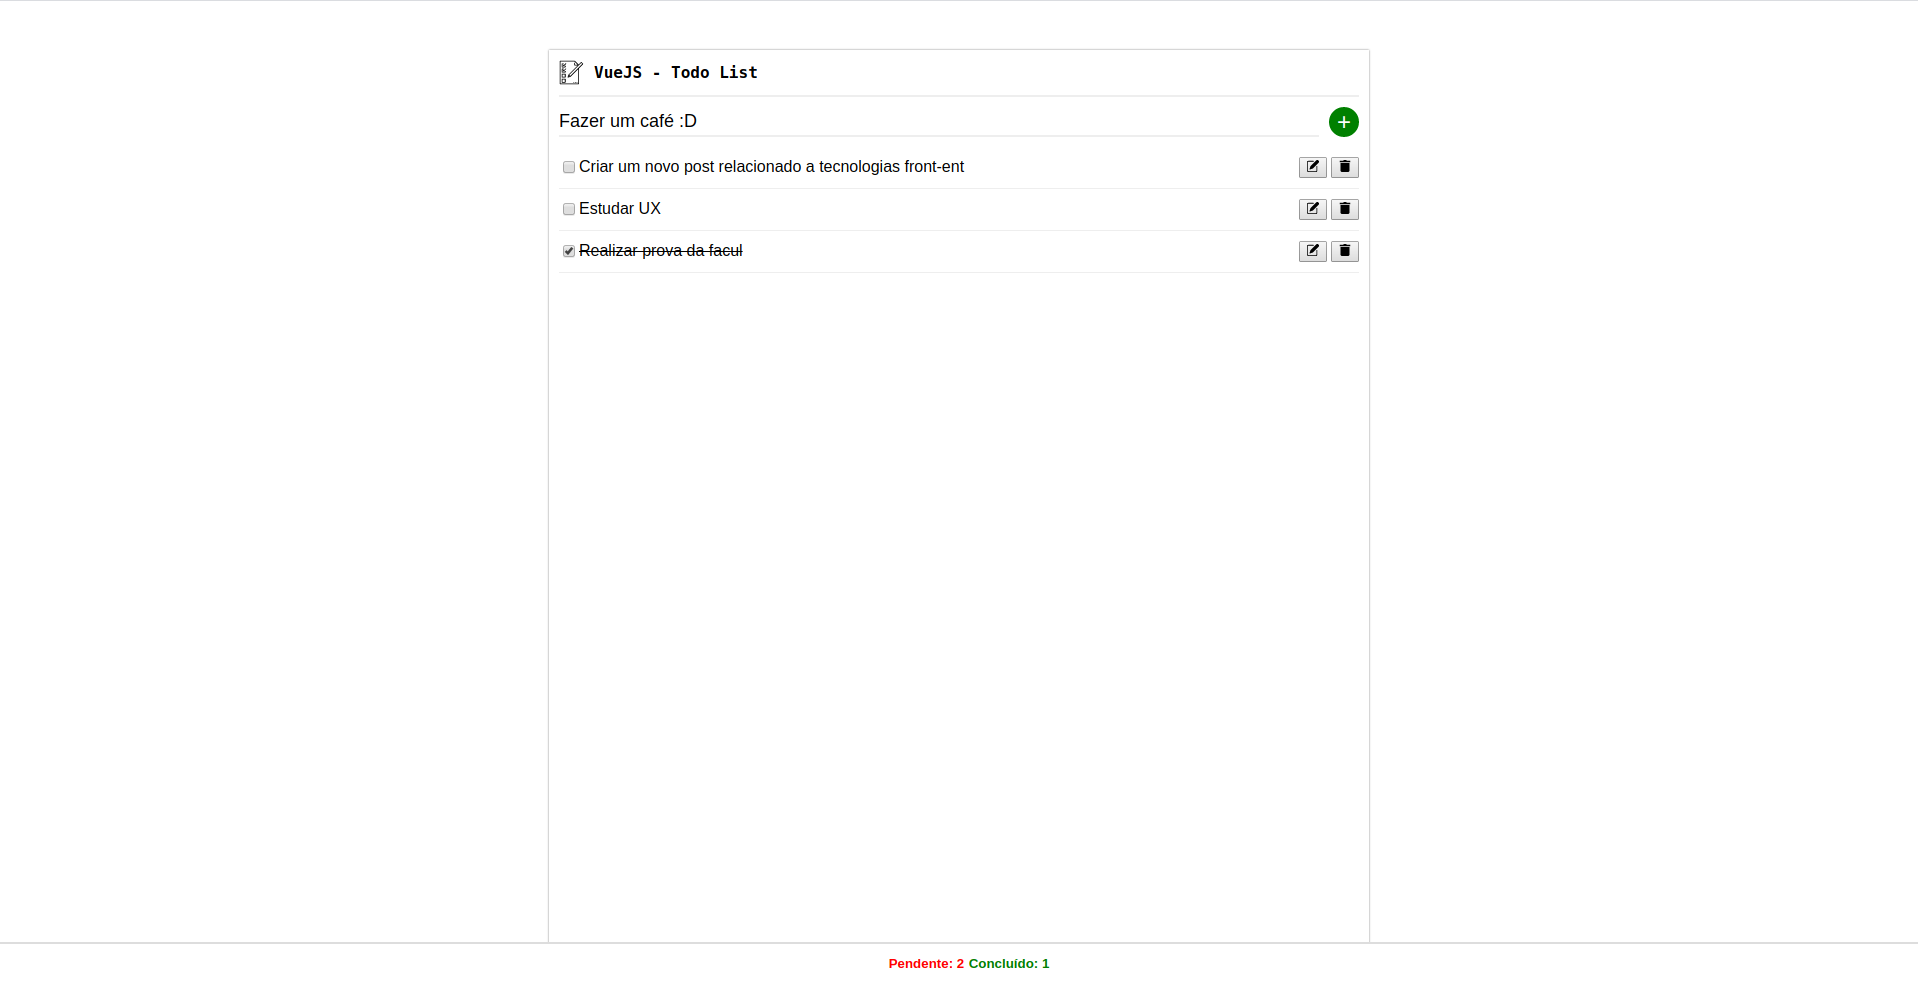 VueJS - Todo List
Fazer um café :D
Criar um novo post relacionado a tecnologias front-ent
Estudar UX
Realizar prova da facul
Pendente: 2 Concluído: 1